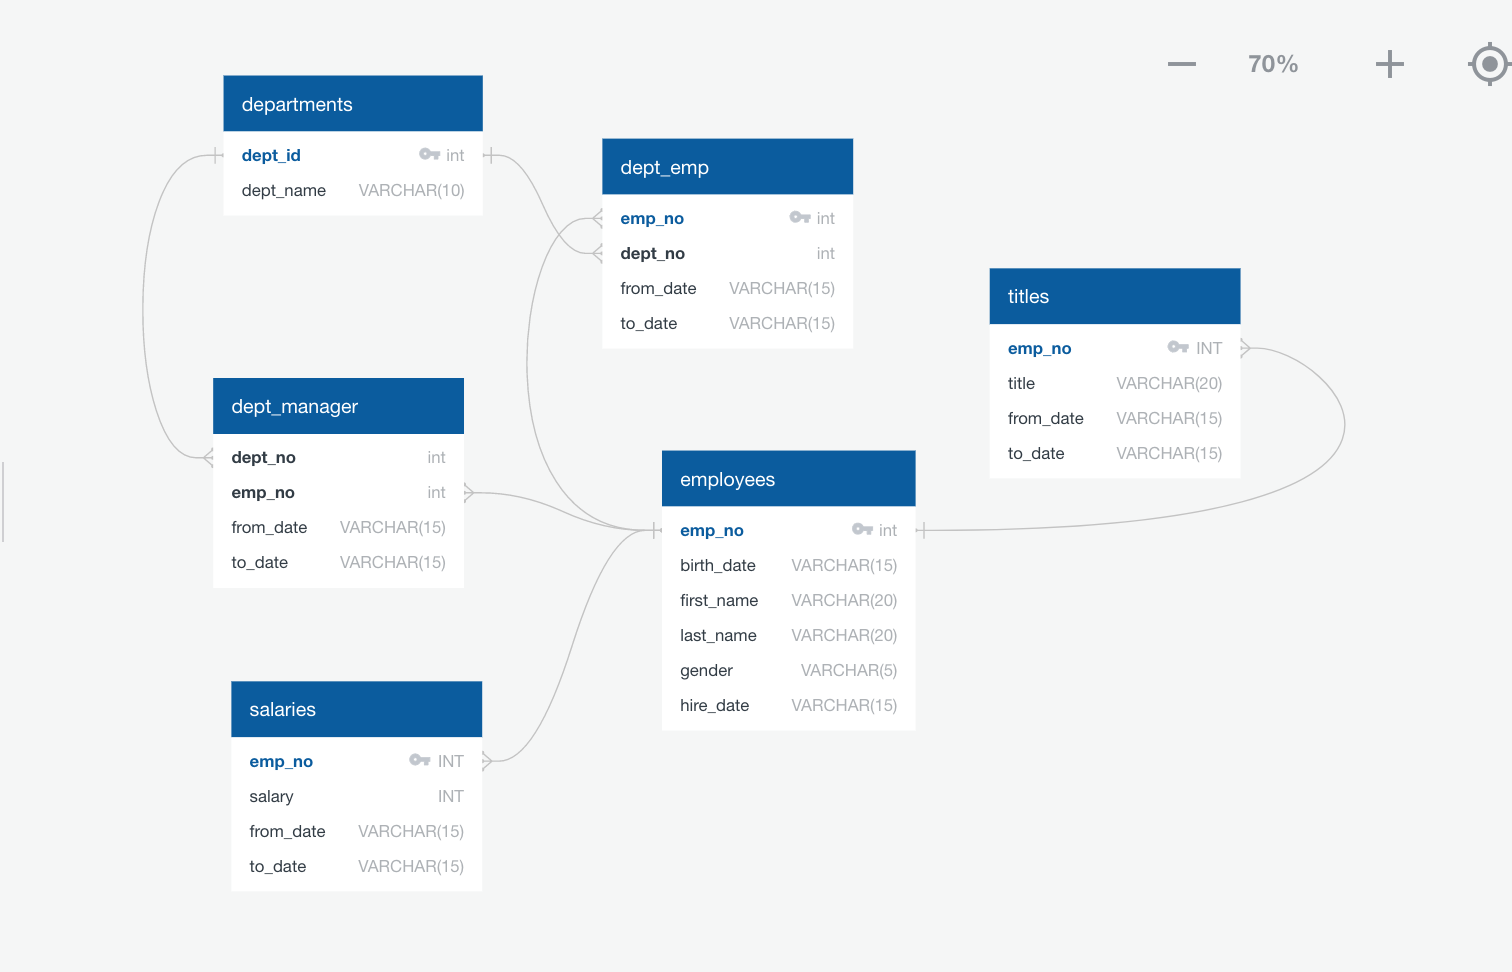 70%
departments
dept_id int
dept_name VARCHAR(10)
dept_emp
emp_no int
dept_no int
from_date VARCHAR(15)
to_date VARCHAR(15)
titles
emp_no INT
title VARCHAR(20)
from_date VARCHAR(15)
to_date VARCHAR(15)
dept_manager
dept_no int
emp_no int
from_date VARCHAR(15)
to_date VARCHAR(15)
employees
emp_no int
birth_date VARCHAR(15)
first_name VARCHAR(20)
last_name VARCHAR(20)
gender VARCHAR(5)
hire_date VARCHAR(15)
salaries
emp_no INT
salary INT
from_date VARCHAR(15)
to_date VARCHAR(15)